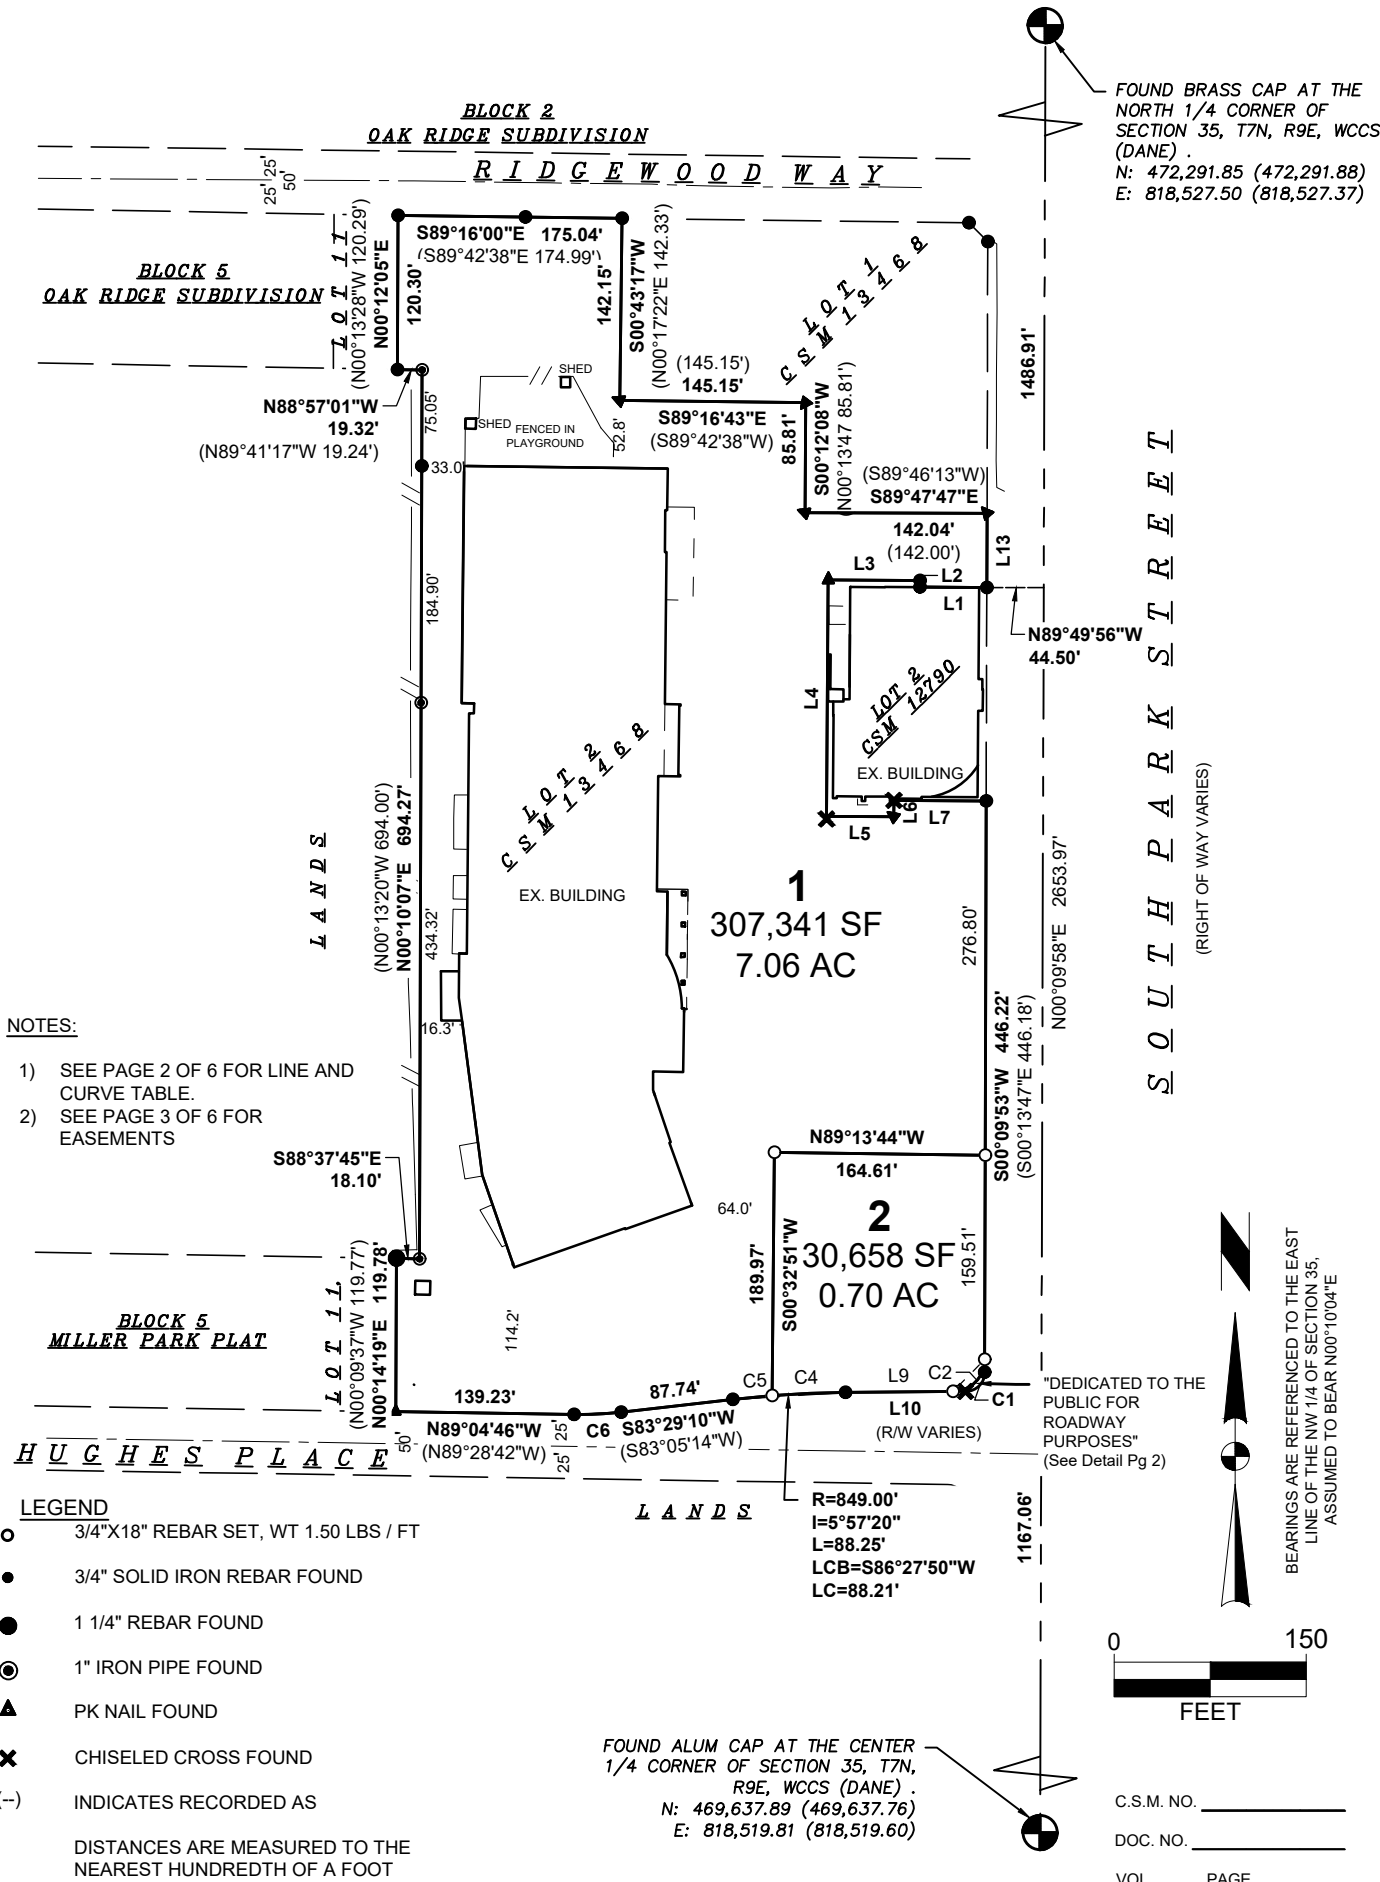 FOUND BRASS CAP AT THE
NORTH 1/4 CORNER OF
SECTION 35, T7N, R9E, WCCS
(DANE) .
N: 472,291.85 (472,291.88)
E: 818,527.50 (818,527.37)
BLOCK 2
OAK RIDGE SUBDIVISION
RIDGEWOOD WAY
25' 25'
50'
BLOCK 5
OAK RIDGE SUBDIVISION
LOT 11
(N00°13'28"W 120.29')
N00°12'05"E
120.30'
S89°16'00"E 175.04'
(S89°42'38"E 174.99')
142.15'
S00°43'17"W
(N00°17'22"E 142.33')
LOT 1
CSM 13468
1486.91'
(145.15')
145.15'
S89°16'43"E
(S89°42'38"W)
85.81'
S00°12'08"W
(N00°13'47 85.81')
(S89°46'13"W)
S89°47'47"E
142.04'
(142.00')
N88°57'01"W
19.32'
(N89°41'17"W 19.24')
75.05'
SHED
SHED
FENCED IN
PLAYGROUND
52.8'
33.0'
184.90'
L3
L2
L1
L13
N89°49'56"W
44.50'
L4
LOT 2
CSM 12790
EX. BUILDING
L5
L6
L7
LOT 2
CSM 13468
EX. BUILDING
SOUTH PARK STREET
(RIGHT OF WAY VARIES)
LANDS
(N00°13'20"W 694.00')
N00°10'07"E 694.27'
434.32'
16.3'
1
307,341 SF
7.06 AC
276.80'
S00°09'53"W 446.22'
(S00°13'47"E 446.18')
N00°09'58"E 2653.97'
NOTES:
1) SEE PAGE 2 OF 6 FOR LINE AND
CURVE TABLE.
2) SEE PAGE 3 OF 6 FOR
EASEMENTS
S88°37'45"E
18.10'
N89°13'44"W
164.61'
64.0'
2
30,658 SF
0.70 AC
189.97'
S00°32'51"W
159.51'
BLOCK 5
MILLER PARK PLAT
LOT 11.
(N00°09'37"W 119.77')
N00°14'19"E 119.78'
114.2'
139.23'
N89°04'46"W
(N89°28'42"W)
50'
25'
25'
C6
87.74'
S83°29'10"W
(S83°05'14"W)
C5
C4
L9
L10
(R/W VARIES)
C2
C1
"DEDICATED TO THE
PUBLIC FOR
ROADWAY
PURPOSES"
(See Detail Pg 2)
HUGHES PLACE
LANDS
R=849.00'
I=5°57'20"
L=88.25'
LCB=S86°27'50"W
LC=88.21'
1167.06'
BEARINGS ARE REFERENCED TO THE EAST
LINE OF THE NW 1/4 OF SECTION 35,
ASSUMED TO BEAR N00°10'04"E
N
0 150
FEET
LEGEND
3/4"X18" REBAR SET, WT 1.50 LBS / FT
3/4" SOLID IRON REBAR FOUND
1 1/4" REBAR FOUND
1" IRON PIPE FOUND
PK NAIL FOUND
CHISELED CROSS FOUND
(--) INDICATES RECORDED AS
DISTANCES ARE MEASURED TO THE
NEAREST HUNDREDTH OF A FOOT
FOUND ALUM CAP AT THE CENTER
1/4 CORNER OF SECTION 35, T7N,
R9E, WCCS (DANE) .
N: 469,637.89 (469,637.76)
E: 818,519.81 (818,519.60)
C.S.M. NO.
DOC. NO.
VOL. PAGE